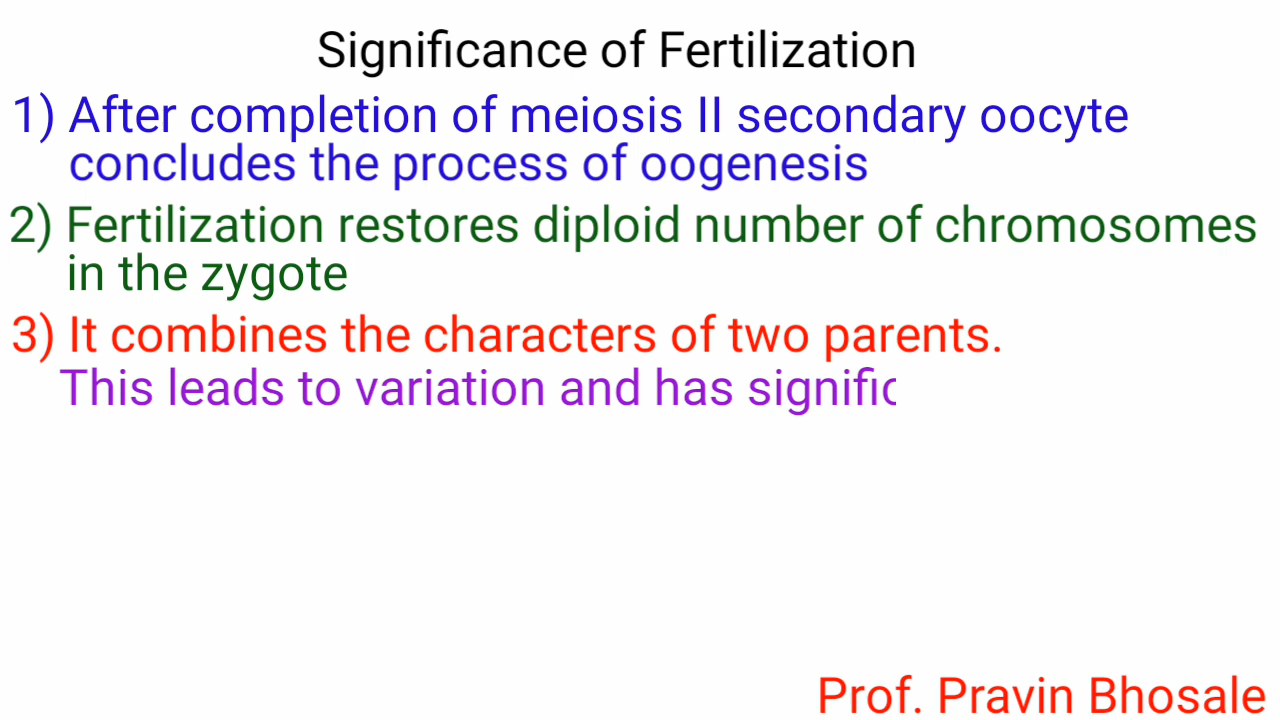 Significance of Fertilization
1) After completion of meiosis II secondary oocyte
concludes the process of oogenesis
2) Fertilization restores diploid number of chromosomes
in the zygote
3) It combines the characters of two parents.
This leads to variation and has signific
Prof. Pravin Bhosale